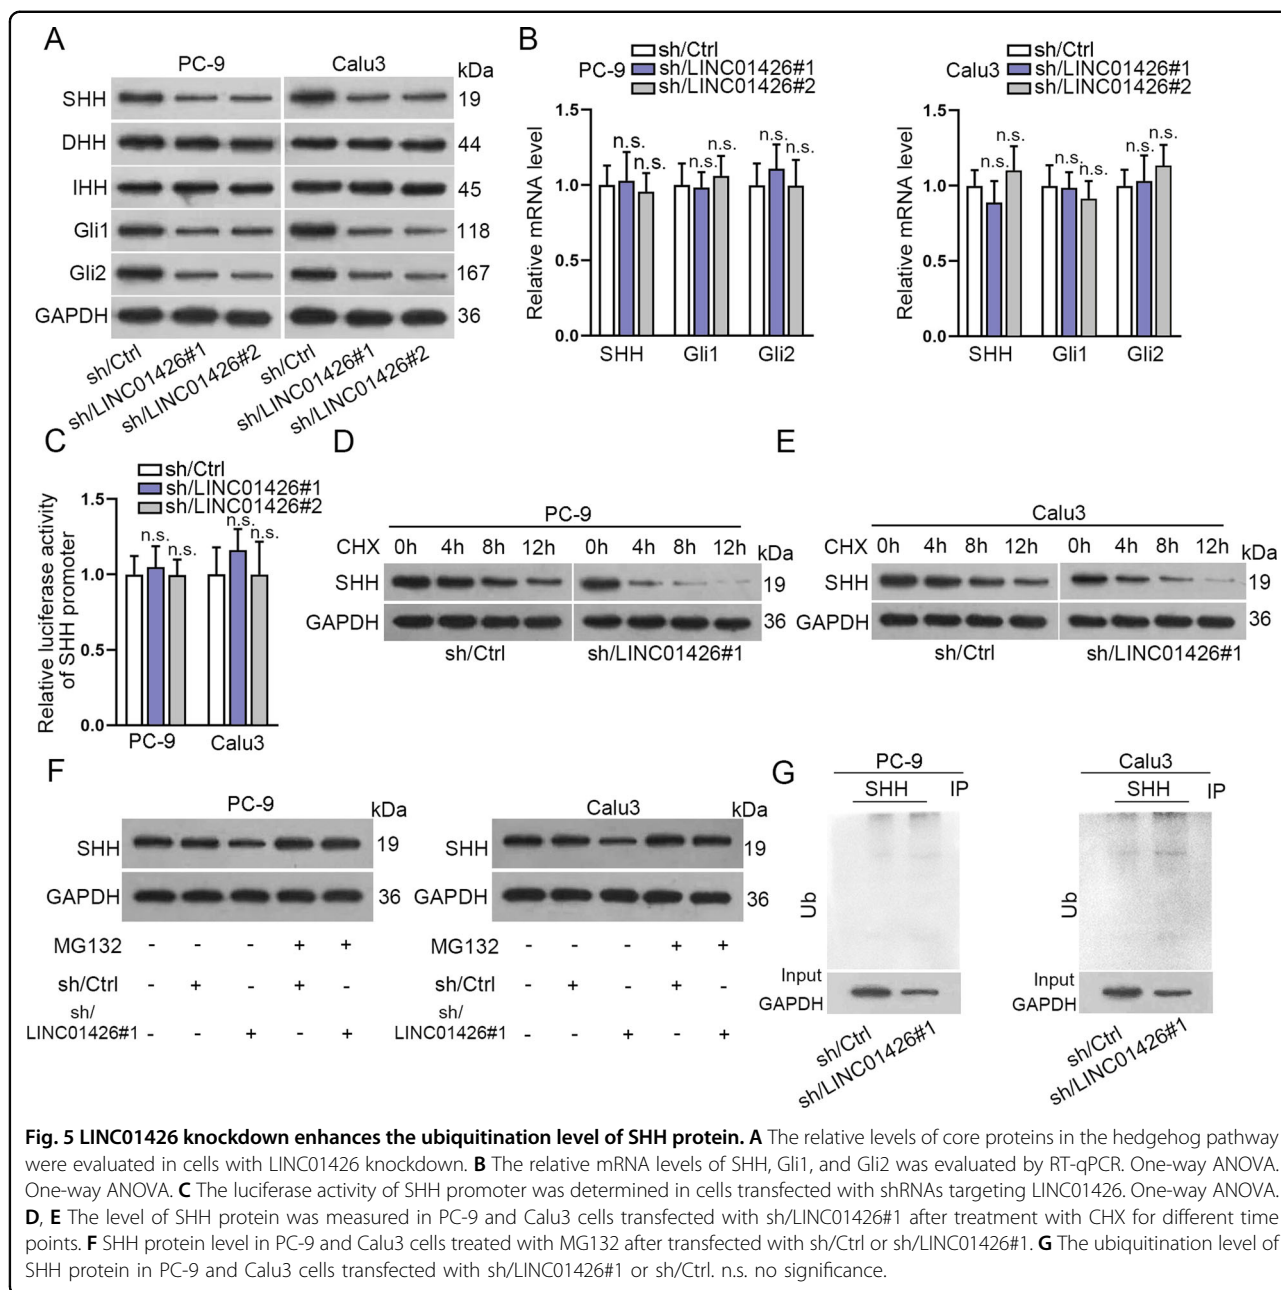 A
PC-9 Calu3 kDa
SHH 19
DHH 44
IHH 45
Gli1 118
Gli2 167
GAPDH 36
sh/Ctrl sh/LINC01426#1 sh/LINC01426#2 sh/Ctrl sh/LINC01426#1 sh/LINC01426#2
B
PC-9
sh/Ctrl
sh/LINC01426#1
sh/LINC01426#2
Relative mRNA level
1.5
1.0
0.5
0.0
n.s. n.s. n.s. n.s. n.s. n.s.
SHH Gli1 Gli2
Calu3
sh/Ctrl
sh/LINC01426#1
sh/LINC01426#2
Relative mRNA level
1.5
1.0
0.5
0.0
n.s. n.s. n.s. n.s. n.s. n.s.
SHH Gli1 Gli2
C
sh/Ctrl
sh/LINC01426#1
sh/LINC01426#2
Relative luciferase activity
of SHH promoter
1.5
1.0
0.5
0.0
n.s. n.s. n.s. n.s.
PC-9 Calu3
D
PC-9
CHX 0h 4h 8h 12h 0h 4h 8h 12h kDa
SHH 19
GAPDH 36
sh/Ctrl sh/LINC01426#1
E
Calu3
CHX 0h 4h 8h 12h 0h 4h 8h 12h kDa
SHH 19
GAPDH 36
sh/Ctrl sh/LINC01426#1
F
PC-9 kDa
SHH 19
GAPDH 36
MG132 - - - + +
sh/Ctrl - + - + -
sh/
LINC01426#1 - - + - +
Calu3 kDa
SHH 19
GAPDH 36
MG132 - - - + +
sh/Ctrl - + - + -
sh/
LINC01426#1 - - + - +
G
PC-9
SHH IP
Ub
Input
GAPDH
sh/Ctrl
sh/LINC01426#1
Calu3
SHH IP
Ub
Input
GAPDH
sh/Ctrl
sh/LINC01426#1
Fig. 5 LINC01426 knockdown enhances the ubiquitination level of SHH protein. A The relative levels of core proteins in the hedgehog pathway
were evaluated in cells with LINC01426 knockdown. B The relative mRNA levels of SHH, Gli1, and Gli2 was evaluated by RT-qPCR. One-way ANOVA.
One-way ANOVA. C The luciferase activity of SHH promoter was determined in cells transfected with shRNAs targeting LINC01426. One-way ANOVA.
D, E The level of SHH protein was measured in PC-9 and Calu3 cells transfected with sh/LINC01426#1 after treatment with CHX for different time
points. F SHH protein level in PC-9 and Calu3 cells treated with MG132 after transfected with sh/Ctrl or sh/LINC01426#1. G The ubiquitination level of
SHH protein in PC-9 and Calu3 cells transfected with sh/LINC01426#1 or sh/Ctrl. n.s. no significance.